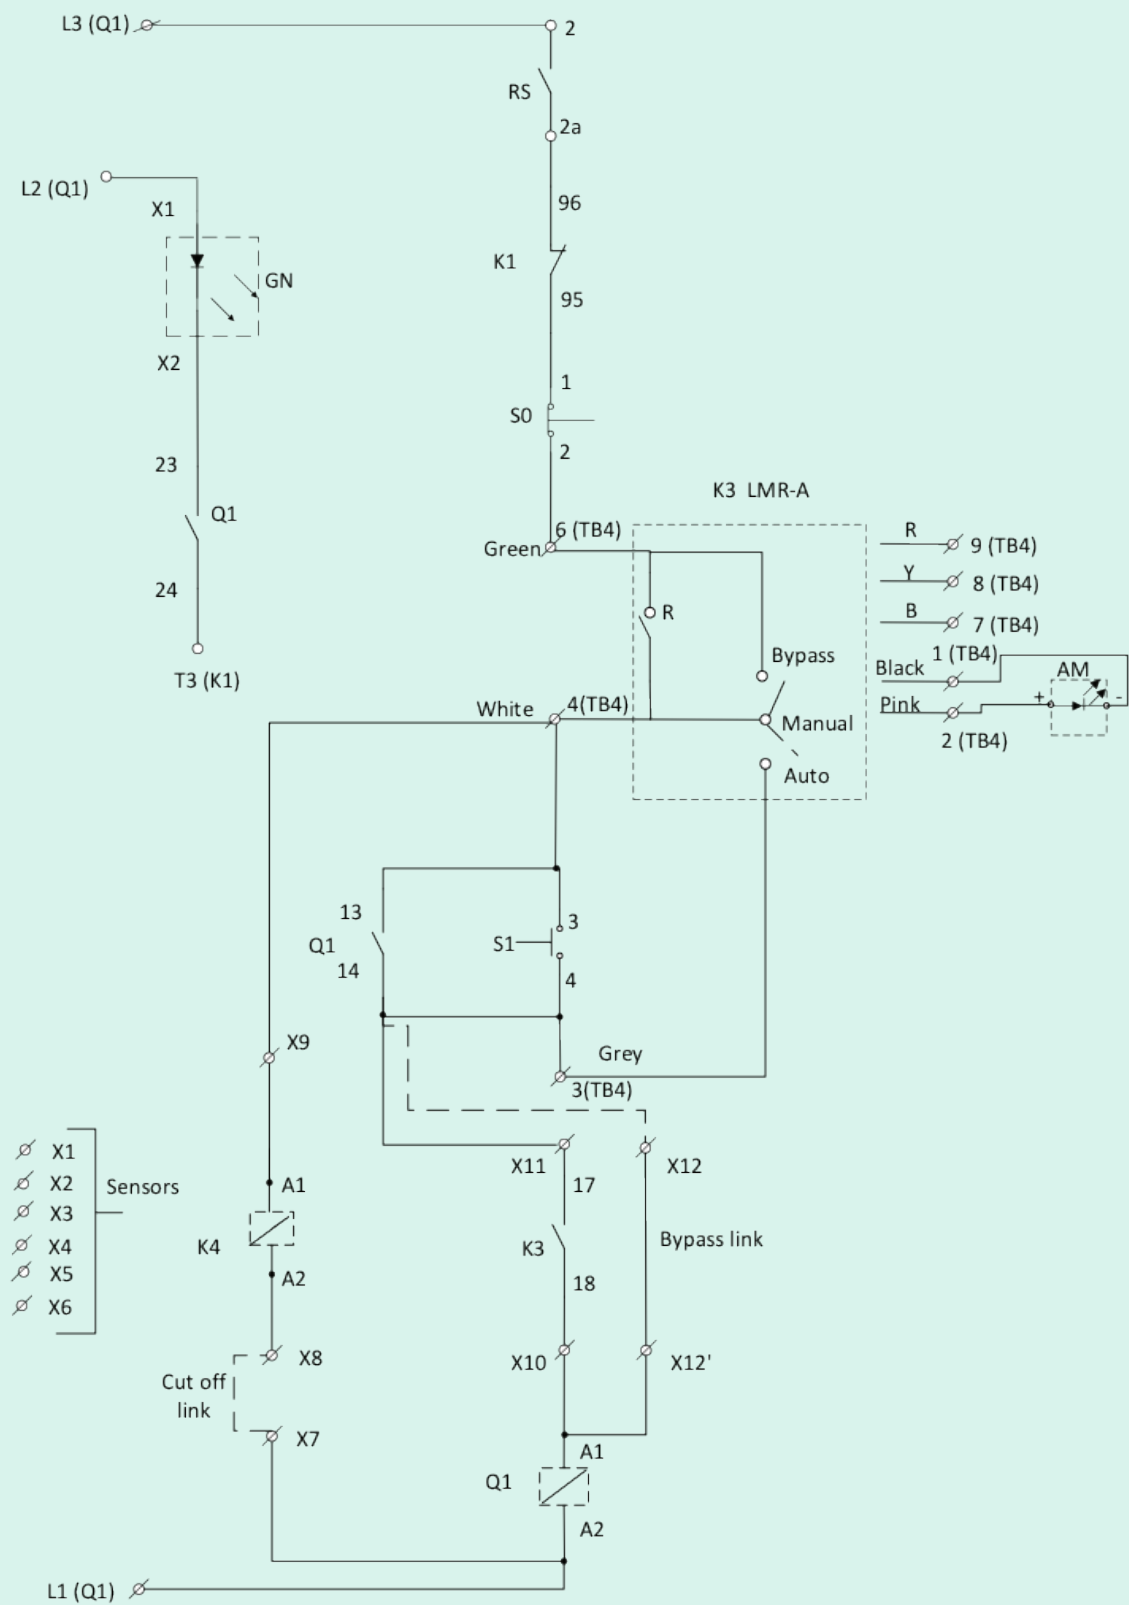 L3 (Q1)
2
RS
2a
L2 (Q1)
X1
96
K1
GN
95
X2
1
S0
2
23
K3 LMR-A
Q1
6 (TB4)
R
9 (TB4)
Green
Y
8 (TB4)
24
R
B
7 (TB4)
1 (TB4)
Bypass
Black
AM
T3 (K1)
+
-
White
4(TB4)
Pink
Manual
2 (TB4)
Auto
13
3
Q1
S1
14
4
X9
Grey
3(TB4)
X1
X11
X12
X2
Sensors
A1
17
X3
X4
K4
K3
Bypass link
X5
A2
18
X6
X8
X10
X12'
Cut off
link
X7
A1
Q1
A2
L1 (Q1)